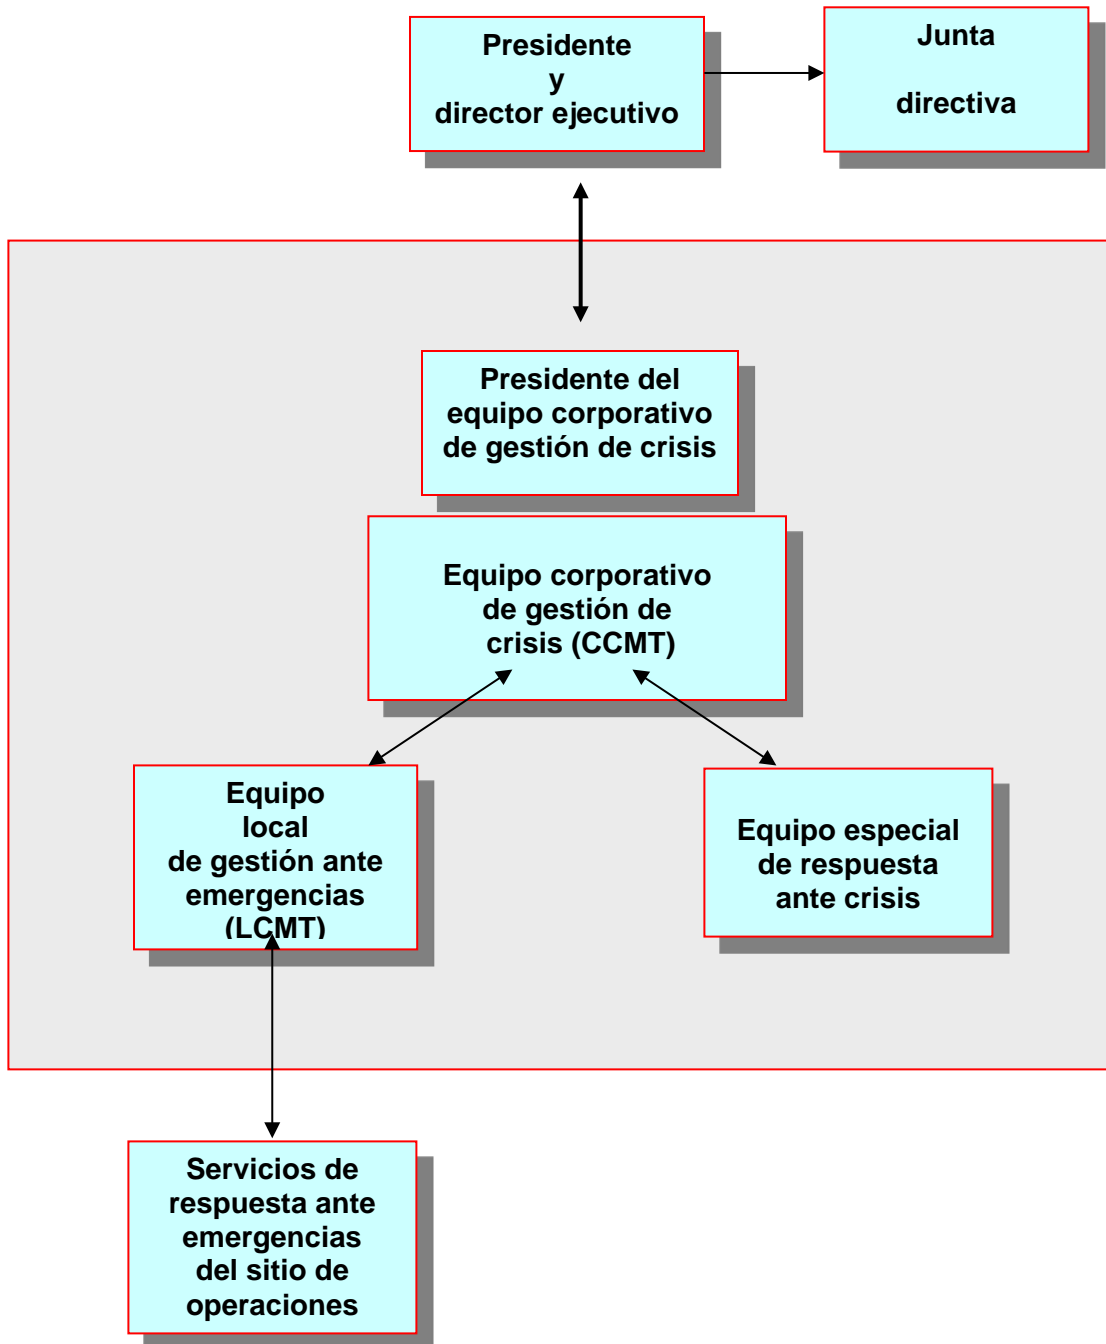 Presidente
y
director ejecutivo
Junta
directiva
Presidente del
equipo corporativo
de gestión de crisis
Equipo corporativo
de gestión de
crisis (CCMT)
Equipo
local
de gestión ante
emergencias
(LCMT)
Equipo especial
de respuesta
ante crisis
Servicios de
respuesta ante
emergencias
del sitio de
operaciones